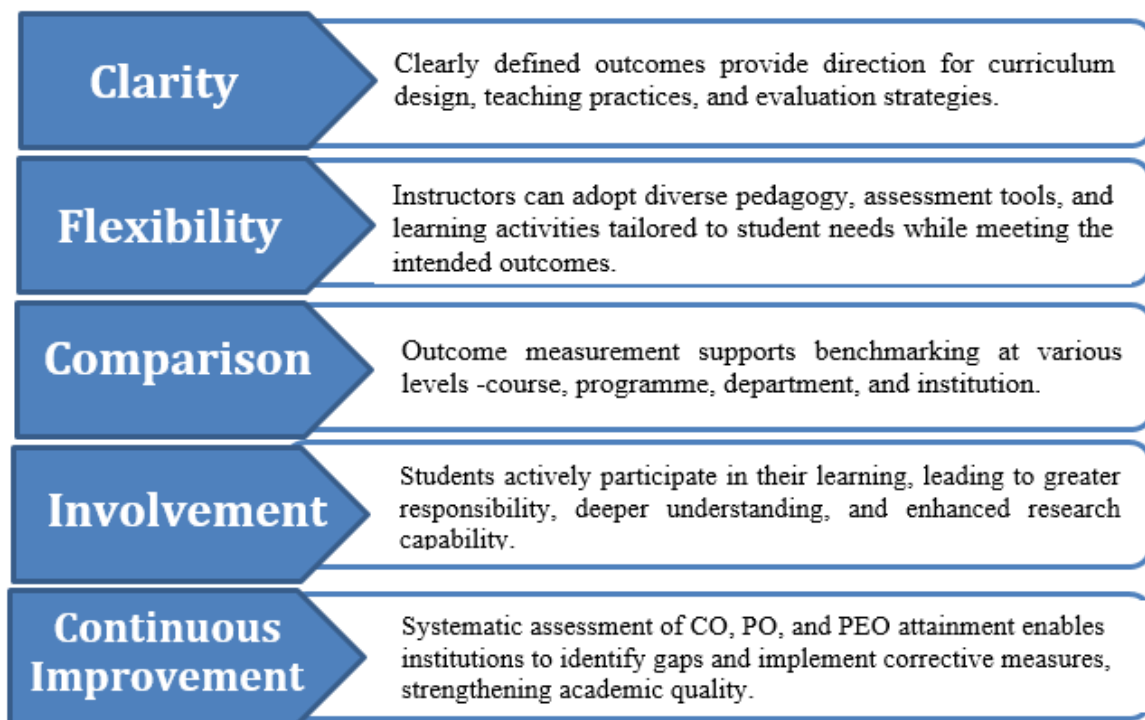 Clarity
Clearly defined outcomes provide direction for curriculum
design, teaching practices, and evaluation strategies.
Flexibility
Instructors can adopt diverse pedagogy, assessment tools, and
learning activities tailored to student needs while meeting the
intended outcomes.
Comparison
Outcome measurement supports benchmarking at various
levels -course, programme, department, and institution.
Involvement
Students actively participate in their learning, leading to greater
responsibility, deeper understanding, and enhanced research
capability.
Continuous
Improvement
Systematic assessment of CO, PO, and PEO attainment enables
institutions to identify gaps and implement corrective measures,
strengthening academic quality.